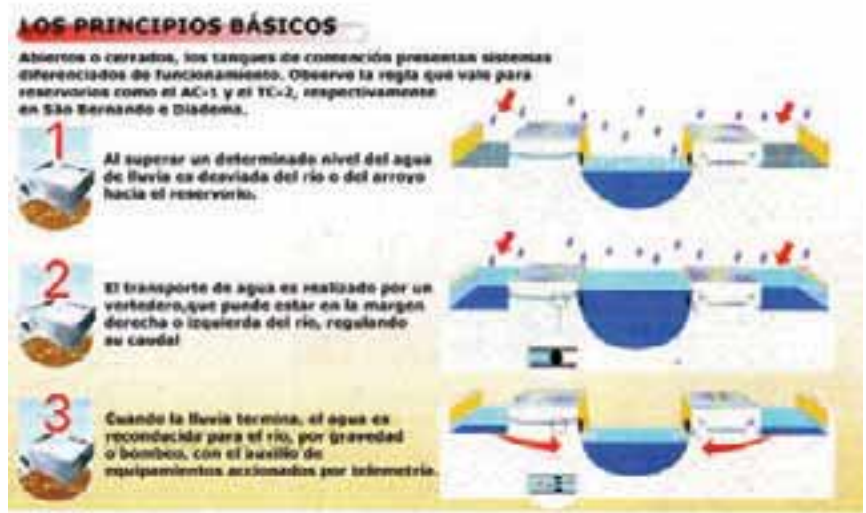 LOS PRINCIPIOS BÁSICOS
Abiertos o cerrados, los tanques de contención presentan sistemas
diferenciados de funcionamiento. Observe la regla que vale para
reservorios como el AC-1 y el TC-2, respectivamente
en São Bernardo e Diadema.
1
Al superar un determinado nivel del agua
de lluvia es desviada del río o del arroyo
hacia el reservorio.
2
El transporte de agua es realizado por un
vertedero,que puede estar en la margen
derecha o izquierda del río, regulando
su caudal
3
Cuando la lluvia termina, el agua es
reconducida para el río, por gravedad
o bombeo, con el auxilio de
equipamientos accionados por telemetría.